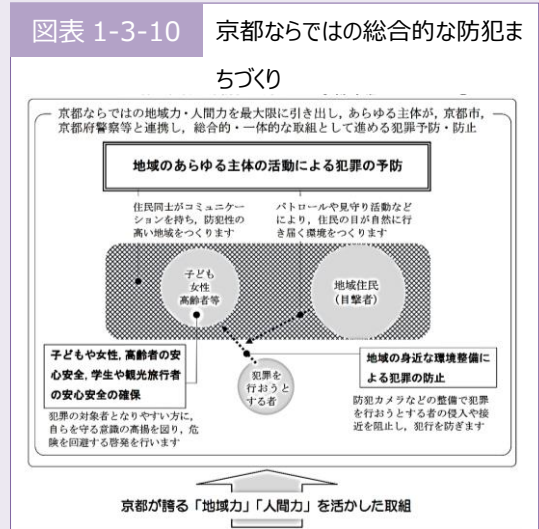 図表 1-3-10
京都ならではの総合的な防犯ま
ちづくり
京都ならではの地域力・人間力を最大限に引き出し，あらゆる主体が，京都市，
京都府警察等と連携し，総合的・一体的な取組として進める犯罪予防・防止
地域のあらゆる主体の活動による犯罪の予防
住民同士がコミュニケー
ションを持ち，防犯性の
高い地域をつくります
パトロールや見守り活動など
により，住民の目が自然に行
き届く環境をつくります
子ども
女性
高齢者等
地域住民
（目撃者）
子どもや女性，高齢者の安
心安全，学生や観光旅行者
の安心安全の確保
犯罪の対象者となりやすい方に，
自らを守る意識の高揚を図り，危
険を回避する啓発を行います
犯罪を
行おうと
する者
地域の身近な環境整備に
よる犯罪の防止
防犯カメラなどの整備で犯罪
を行おうとする者の侵入や接
近を阻止し，犯行を防ぎます
京都が誇る「地域力」「人間力」を活かした取組